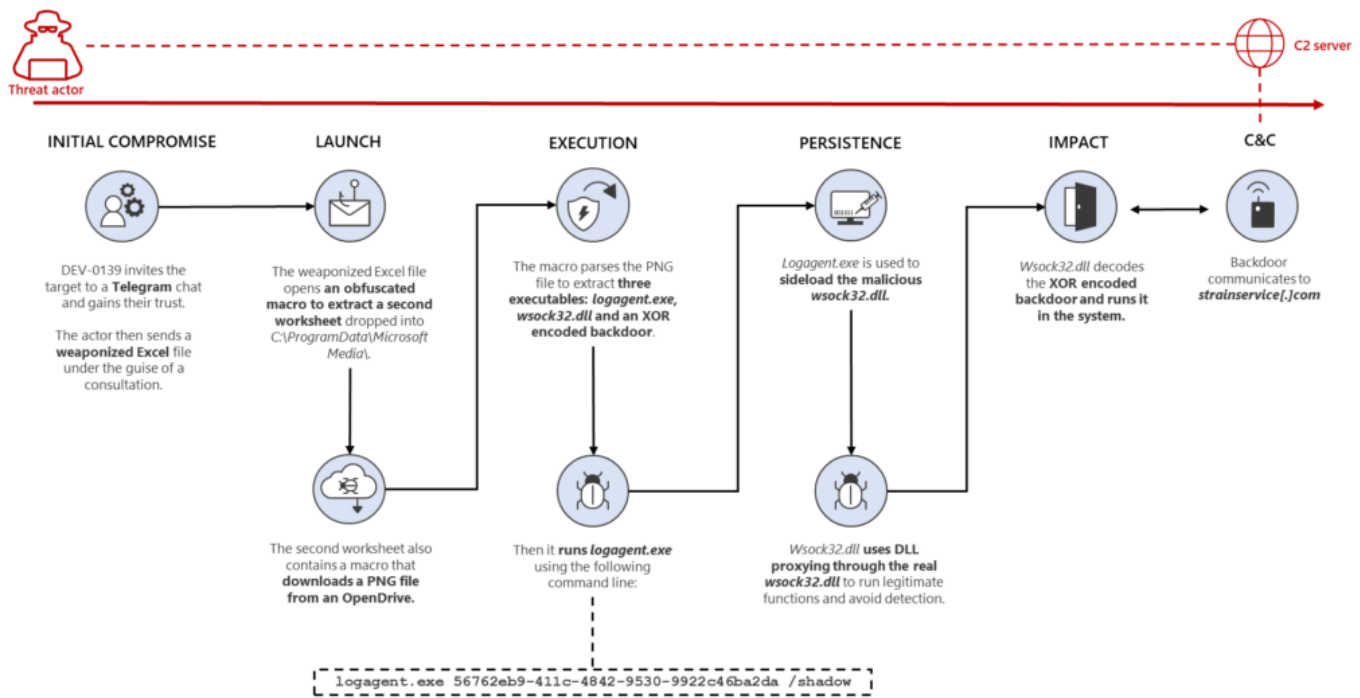 C2 server
Threat actor
INITIAL COMPROMISE
DEV-0139 invites the
target to a Telegram chat
and gains their trust.
The actor then sends a
weaponized Excel file
under the guise of a
consultation.
LAUNCH
The weaponized Excel file
opens an obfuscated
macro to extract a second
worksheet dropped into
C:\ProgramData\Microsoft
Media\.
The second worksheet also
contains a macro that
downloads a PNG file
from an OpenDrive.
EXECUTION
The macro parses the PNG
file to extract three
executables: logagent.exe,
wsock32.dll and an XOR
encoded backdoor.
Then it runs logagent.exe
using the following
command line:
logagent.exe 56762eb9-411c-4842-9530-9922c46ba2da /shadow
PERSISTENCE
001011
Logagent.exe is used to
sideload the malicious
wsock32.dll.
Wsock32.dll uses DLL
proxying through the real
wsock32.dll to run legitimate
functions and avoid detection.
IMPACT
Wsock32.dll decodes
the XOR encoded
backdoor and runs it
in the system.
C&C
Backdoor
communicates to
strainservice[.]com